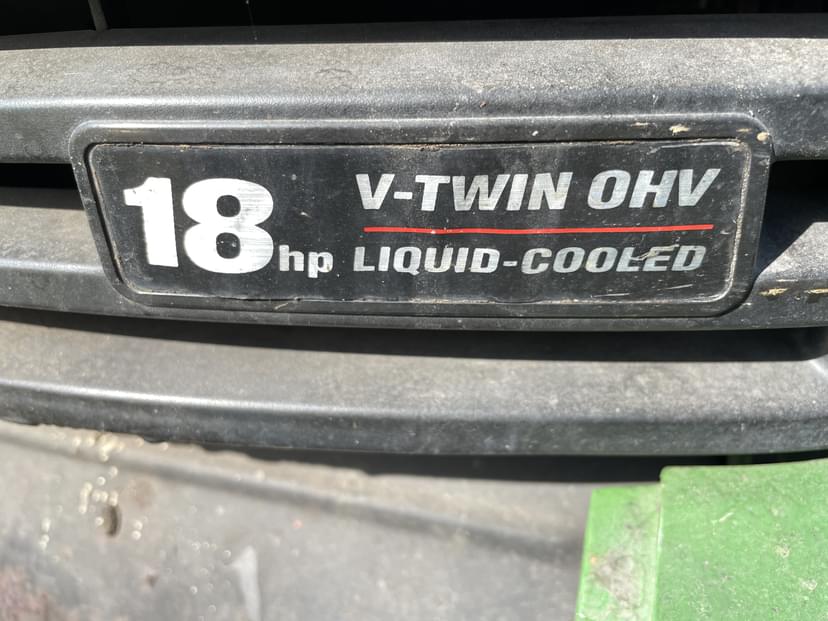 18 hp
V-TWIN OHV
LIQUID-COOLED